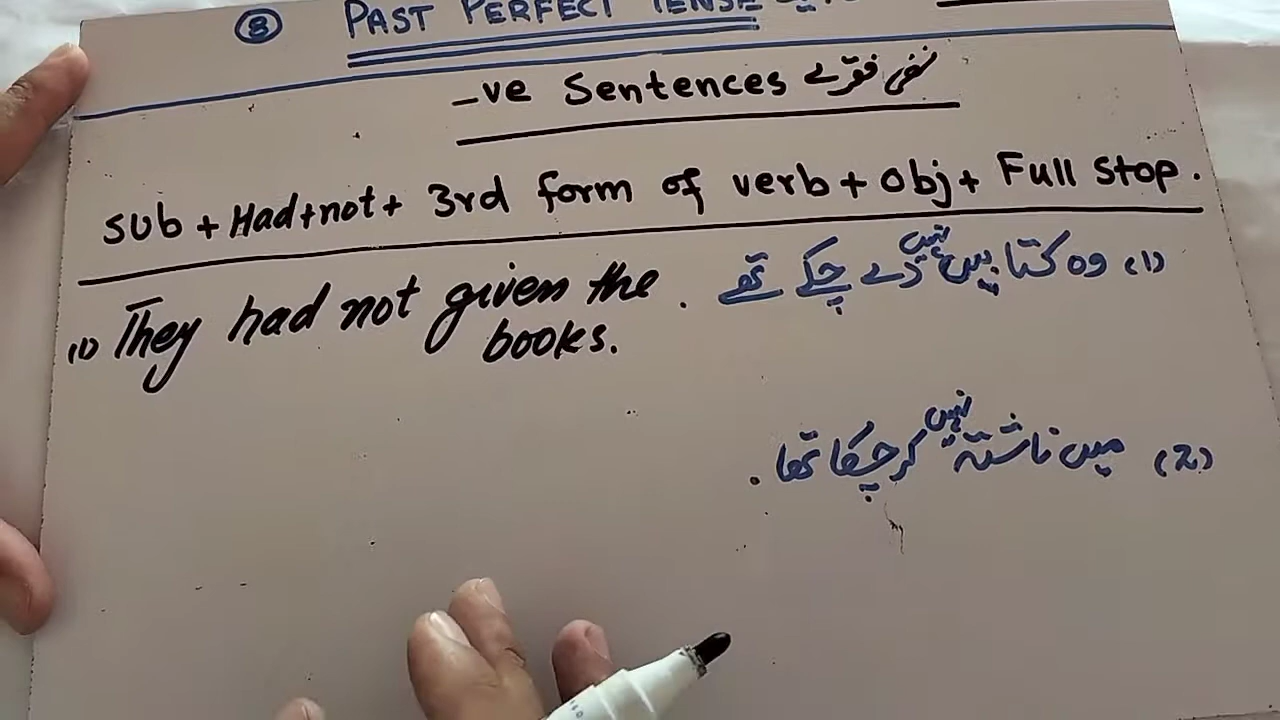 8 PAST PERFECT TENSE
-ve Sentences نفی فقرے
Sub + Had + not + 3rd form of verb + Obj + Full Stop.
(1) وہ کتابیں نہیں دے چکے تھے.
(1) They had not given the
books.
(2) میں ناشتہ نہیں کر چکا تھا.